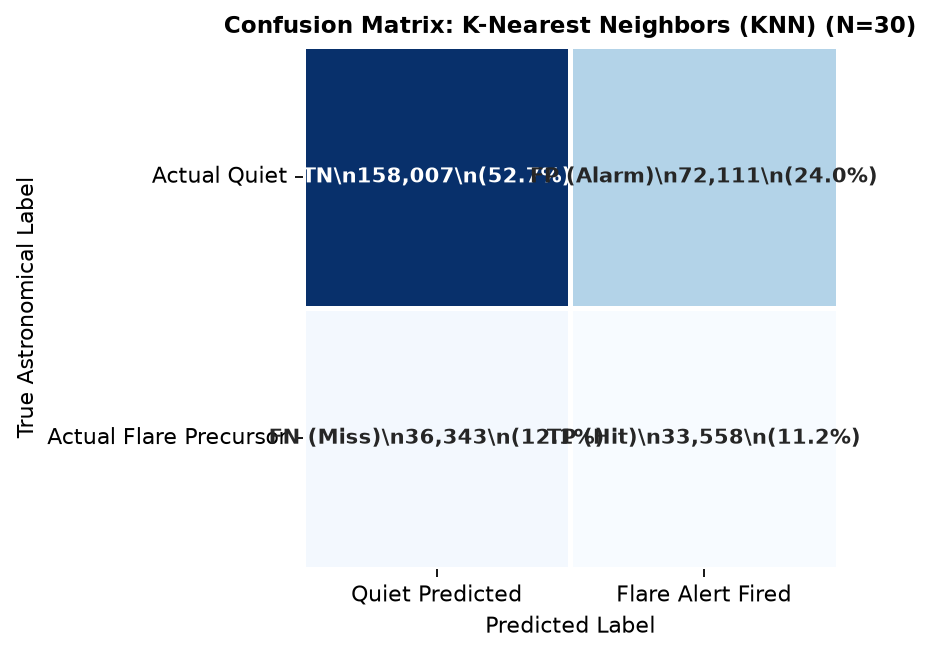 Confusion Matrix: K-Nearest Neighbors (KNN) (N=30)
True Astronomical Label
Actual Quiet
TN\n158,007\n(52.7%)
(Alarm)\n72,111\n(24.0%)
Actual Flare Precursor
FN (Miss)\n36,343\n(12.1%)
TP (Hit)\n33,558\n(11.2%)
Quiet Predicted
Flare Alert Fired
Predicted Label